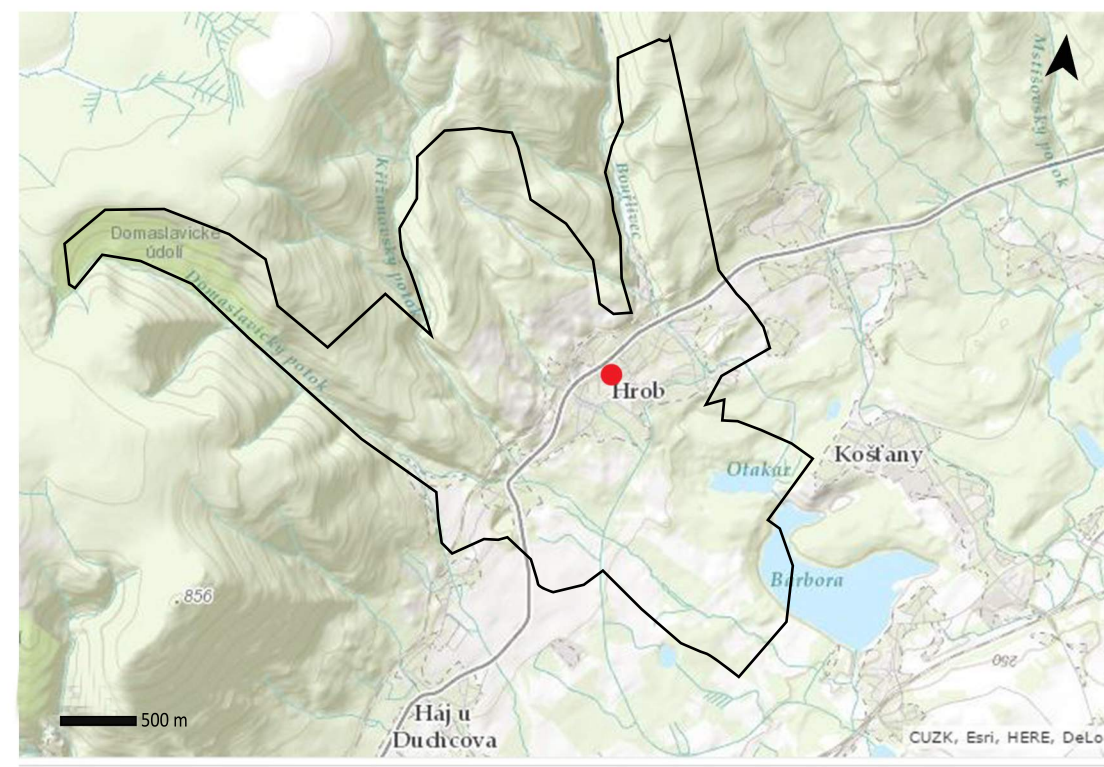 Mstišovský potok
Křižanovský potok
Bouřlivec
Domaslavické
údolí
Domaslavický potok
Hrob
Košťany
Otakar
Barbora
856
250
500 m
Háj u
Duchcova
CUZK, Esri, HERE, DeLo